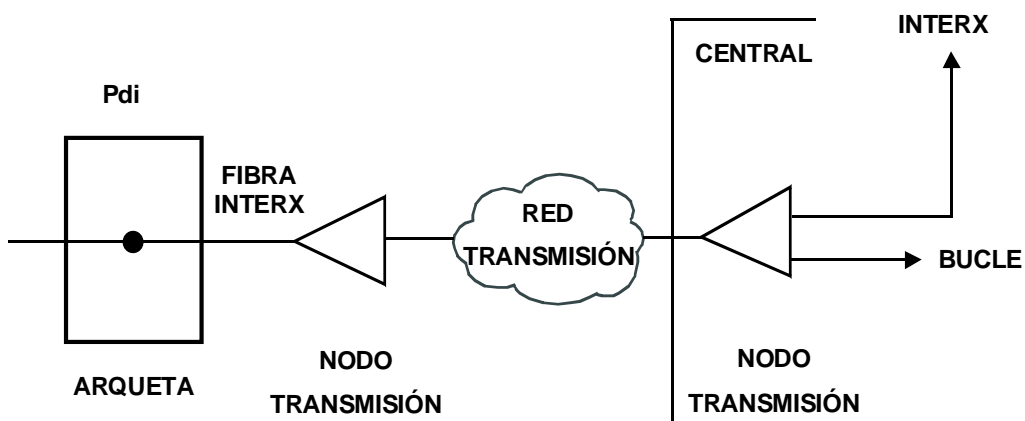 INTERX
CENTRAL
Pdi
FIBRA
INTERX
RED
TRANSMISIÓN
BUCLE
ARQUETA
NODO
TRANSMISIÓN
NODO
TRANSMISIÓN